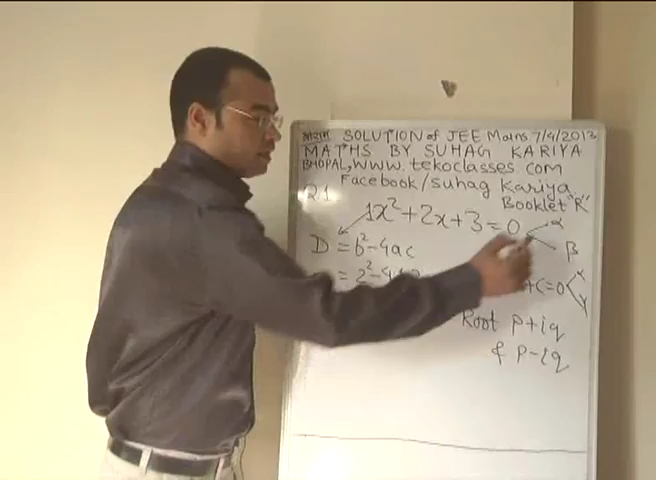 SOLUTION of JEE Mains 7/4/2013
MATHS BY SUHAG KARIYA
BHOPAL, WWW.tekoclasses.com
Facebook/suhag kariya
Booklet "R"
Q.1
1x²+2x+3=0
α
β
D = b²-4ac
= 2²-4
+c=0
Root p+iq
& p-iq